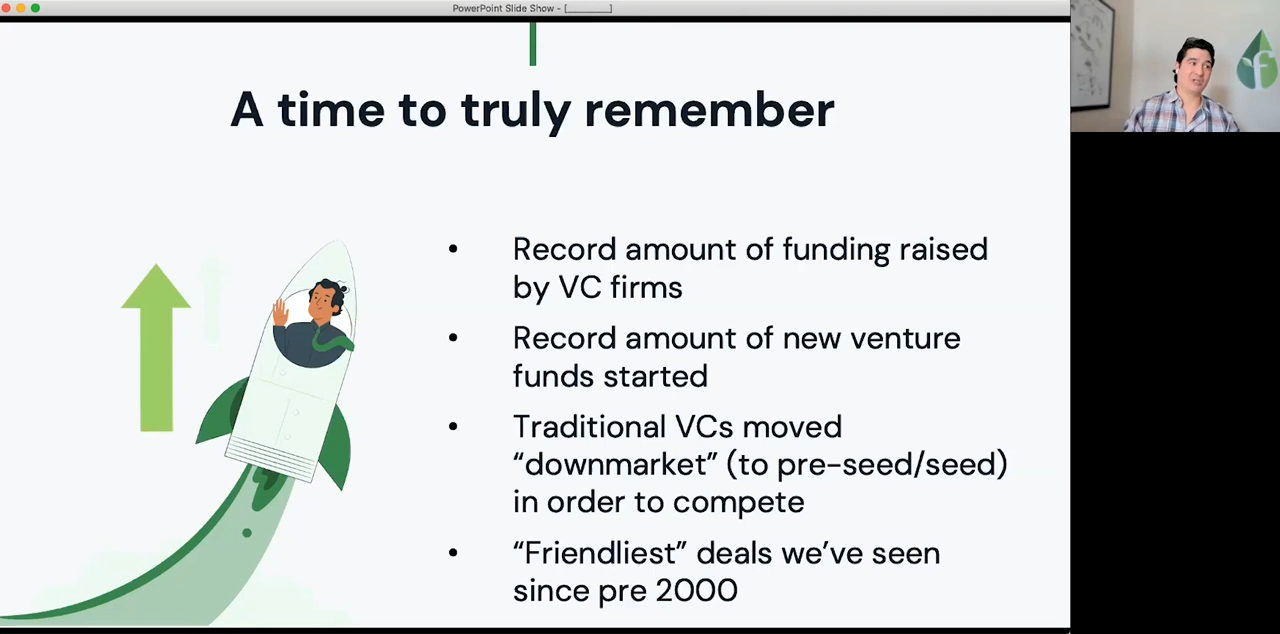 PowerPoint Slide Show - [_______]
A time to truly remember
• Record amount of funding raised
by VC firms
• Record amount of new venture
funds started
• Traditional VCs moved
“downmarket” (to pre-seed/seed)
in order to compete
• “Friendliest” deals we’ve seen
since pre 2000
f